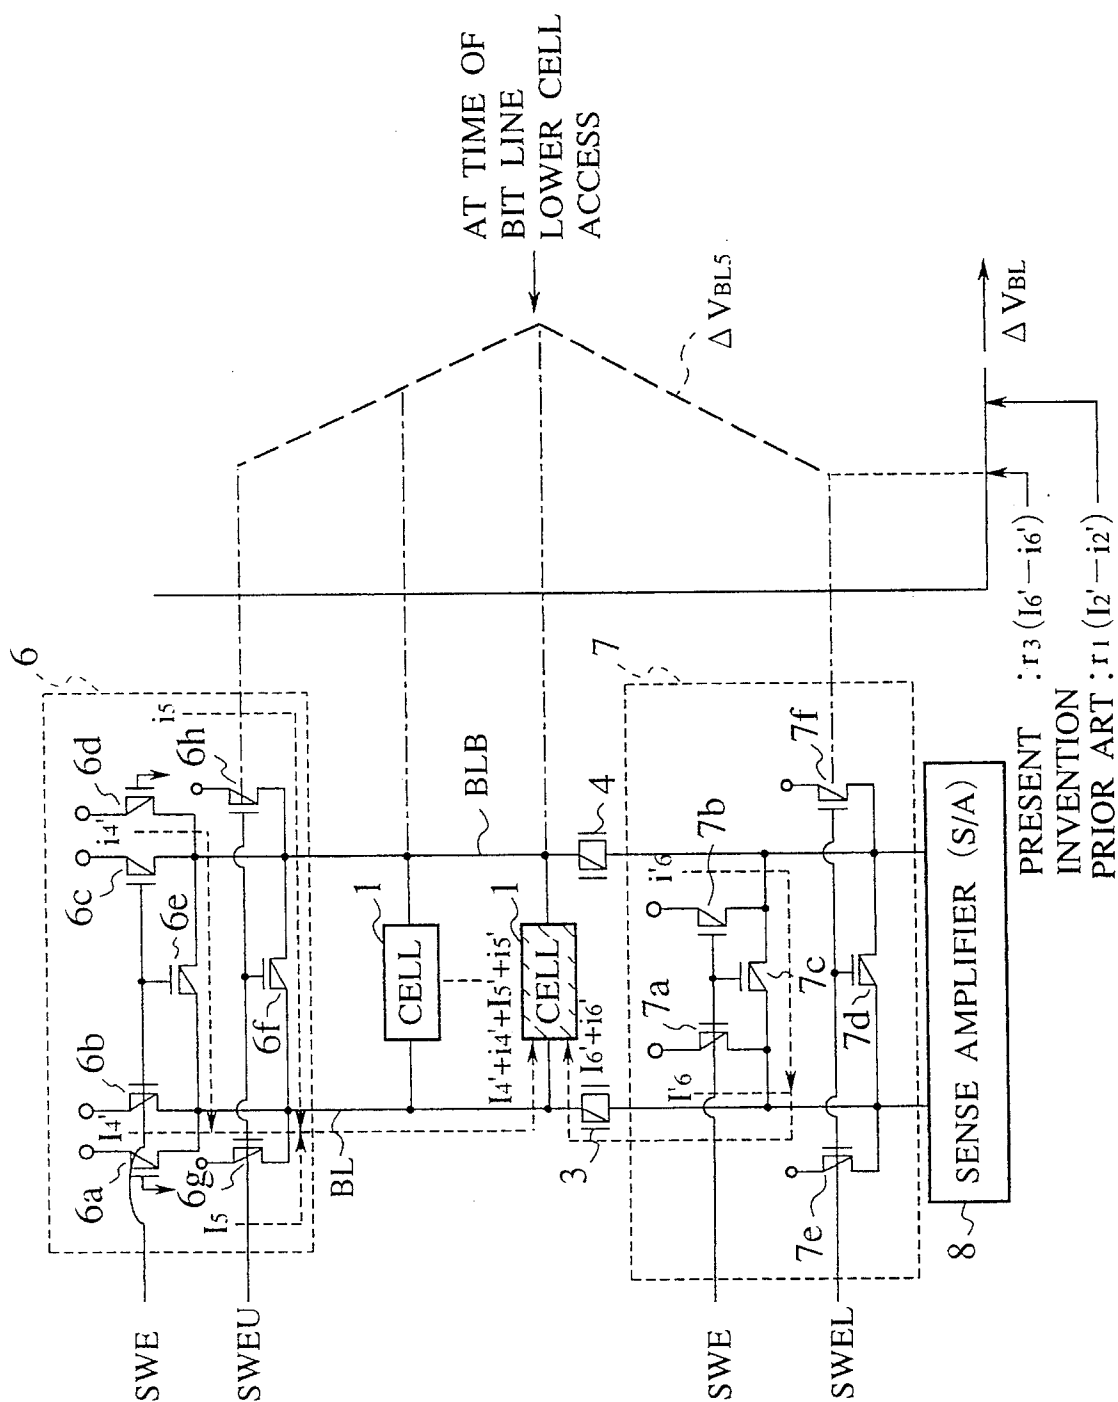 6
6a
6b
6c
6d
I4'
i4'
6e
SWE
i5
6g
6h
6f
I5
SWEU
1
CELL
BL
BLB
I4'+i4'+I5'+i5'
1
CELL
I6'+i6'
3
4
7
I'6
i'6
7a
7b
7c
SWE
7e
7d
7f
SWEL
8
SENSE AMPLIFIER (S/A)
AT TIME OF
BIT LINE
LOWER CELL
ACCESS
Δ VBL5
Δ VBL
PRESENT : r3 (I6'−i6')
INVENTION
PRIOR ART : r1 (I2'−i2')